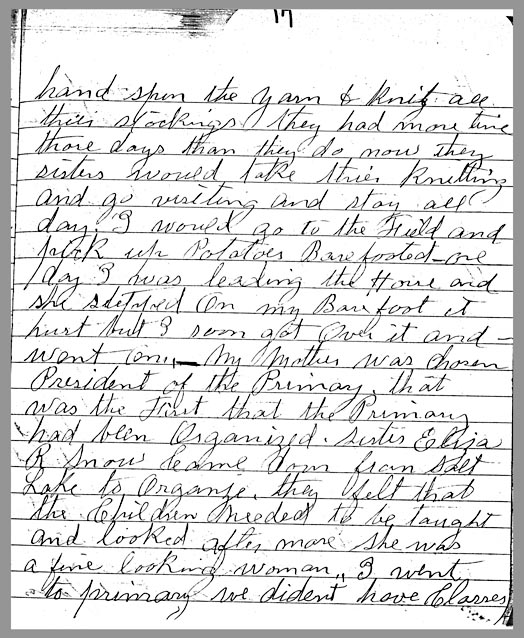 17
hand spun the yarn & knit all
thier stockings they had more time
those days than they do now they
sisters would take thier knitting
and go visiting and stay all
day. I would go to the Field and
pick up Potatoes Barefooted - one
day I was leading the Horse and
she stepped On my Bare foot it
hurt but I soon got Over it and -
went on. - My Mother was chosen
President of the Primary. that
was the First that the Primary
had been Organized. Sister Eliza
R Snow came down from Salt
Lake to Organize. they felt that
the Children needed to be taught
and looked after more she was
a fine looking woman,, I went
to primary we dident have Classes